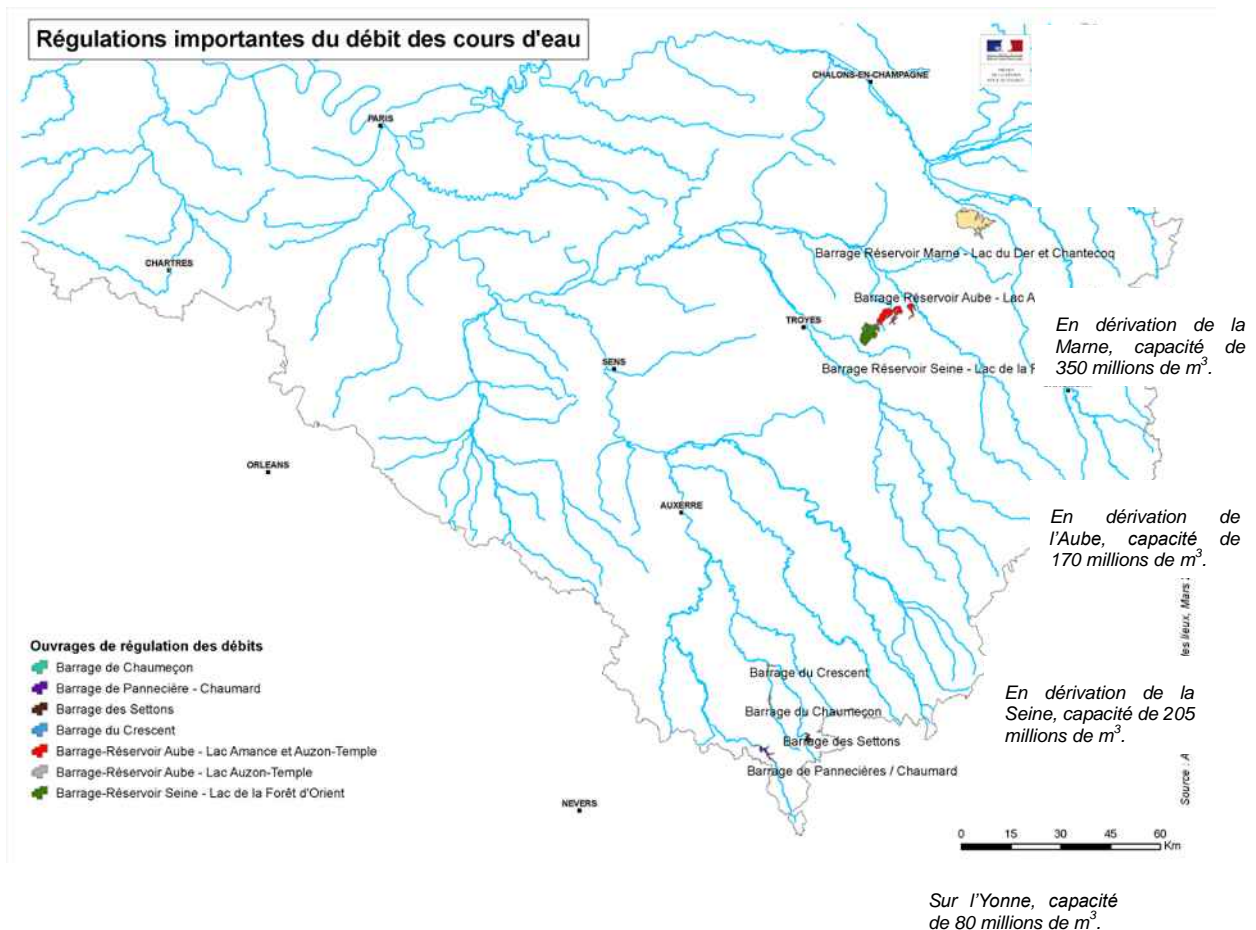 Régulations importantes du débit des cours d'eau
CHALONS-EN-CHAMPAGNE
PARIS
Barrage Réservoir Marne - Lac du Der et Chantecoq
CHARTRES
Barrage Réservoir Aube - Lac A
TROYES
En dérivation de la
Marne, capacité de
350 millions de m³.
SENS
Barrage Réservoir Seine - Lac de la F
ORLEANS
AUXERRE
En dérivation de
l'Aube, capacité de
170 millions de m³.
les lieux, Mars
Ouvrages de régulation des débits
Barrage de Chaumeçon
Barrage de Pannecière - Chaumard
Barrage des Settons
Barrage du Crescent
Barrage-Réservoir Aube - Lac Amance et Auzon-Temple
Barrage-Réservoir Aube - Lac Auzon-Temple
Barrage-Réservoir Seine - Lac de la Forêt d'Orient
Barrage du Crescent
Barrage du Chaumeçon
Barrage des Settons
Barrage de Pannecières / Chaumard
En dérivation de la
Seine, capacité de 205
millions de m³.
Source : A
NEVERS
0 15 30 45 60
Km
Sur l'Yonne, capacité
de 80 millions de m³.